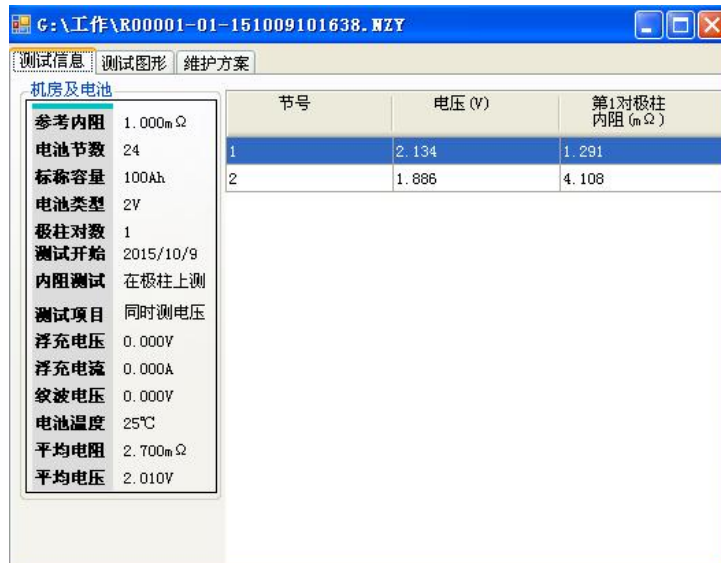 G:\工作\R00001-01-151009101638.NZY
测试信息 测试图形 维护方案
机房及电池
参考内阻 1.000mΩ
电池节数 24
标称容量 100Ah
电池类型 2V
极柱对数 1
测试开始 2015/10/9
内阻测试 在极柱上测
测试项目 同时测电压
浮充电压 0.000V
浮充电流 0.000A
纹波电压 0.000V
电池温度 25℃
平均电阻 2.700mΩ
平均电压 2.010V
节号 电压(V) 第1对极柱
内阻(mΩ)
1 2.134 1.291
2 1.886 4.108